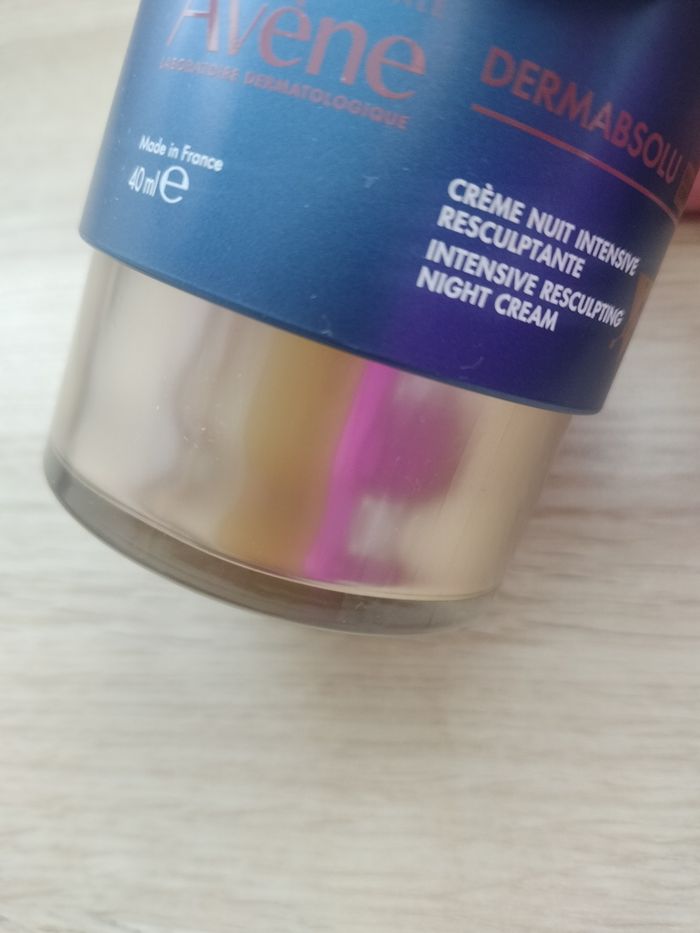 Avène
LABORATOIRE DERMATOLOGIQUE
DERMABSOLU
Made in France
40 ml e
CRÈME NUIT INTENSIVE
RESCULPTANTE
INTENSIVE RESCULPTING
NIGHT CREAM